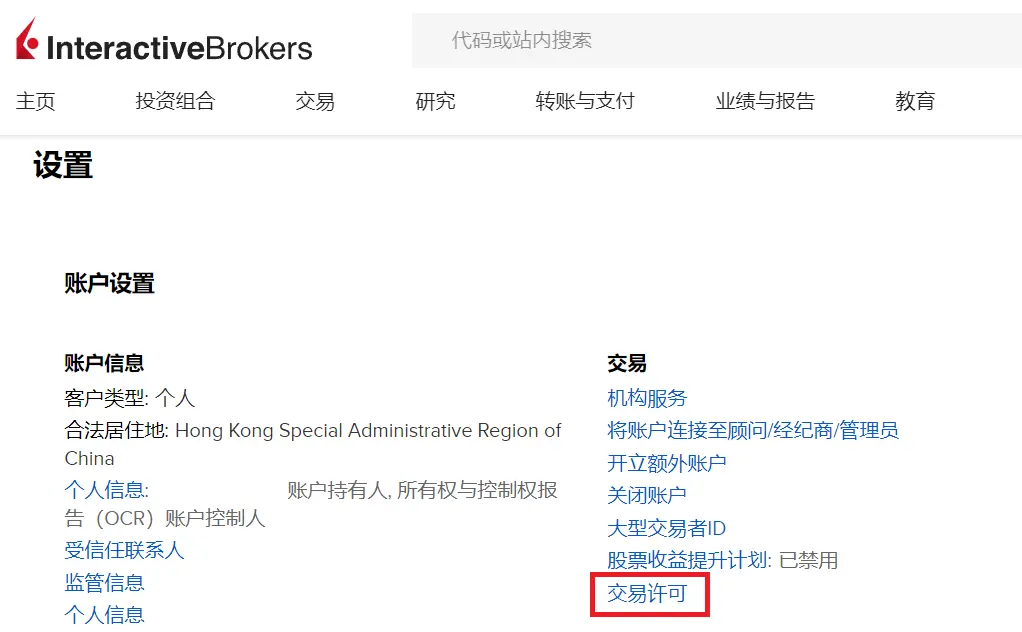 InteractiveBrokers
代码或站内搜索
主页 投资组合 交易 研究 转账与支付 业绩与报告 教育
设置
账户设置
账户信息
客户类型: 个人
合法居住地: Hong Kong Special Administrative Region of
China
个人信息: 账户持有人, 所有权与控制权报
告（OCR）账户控制人
受信任联系人
监管信息
个人信息
交易
机构服务
将账户连接至顾问/经纪商/管理员
开立额外账户
关闭账户
大型交易者ID
股票收益提升计划: 已禁用
交易许可